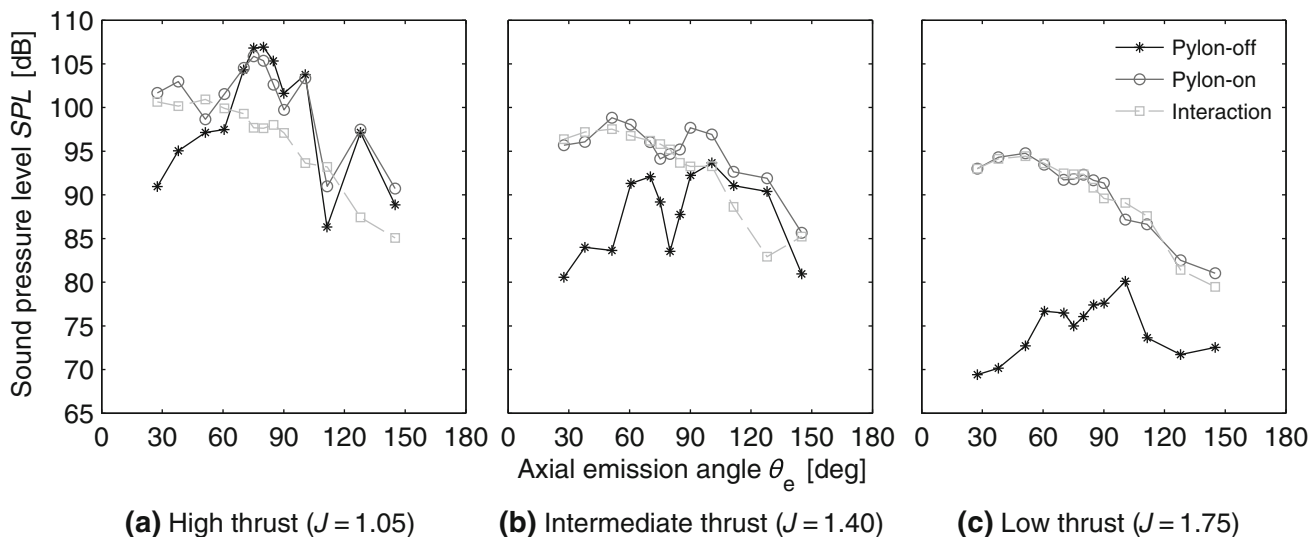 Sound pressure level SPL [dB]
110
105
100
95
90
85
80
75
70
65
0 30 60 90 120 150 180
0 30 60 90 120 150 180
0 30 60 90 120 150 180
Pylon-off
Pylon-on
Interaction
Axial emission angle θe [deg]
(a) High thrust (J = 1.05)
(b) Intermediate thrust (J = 1.40)
(c) Low thrust (J = 1.75)